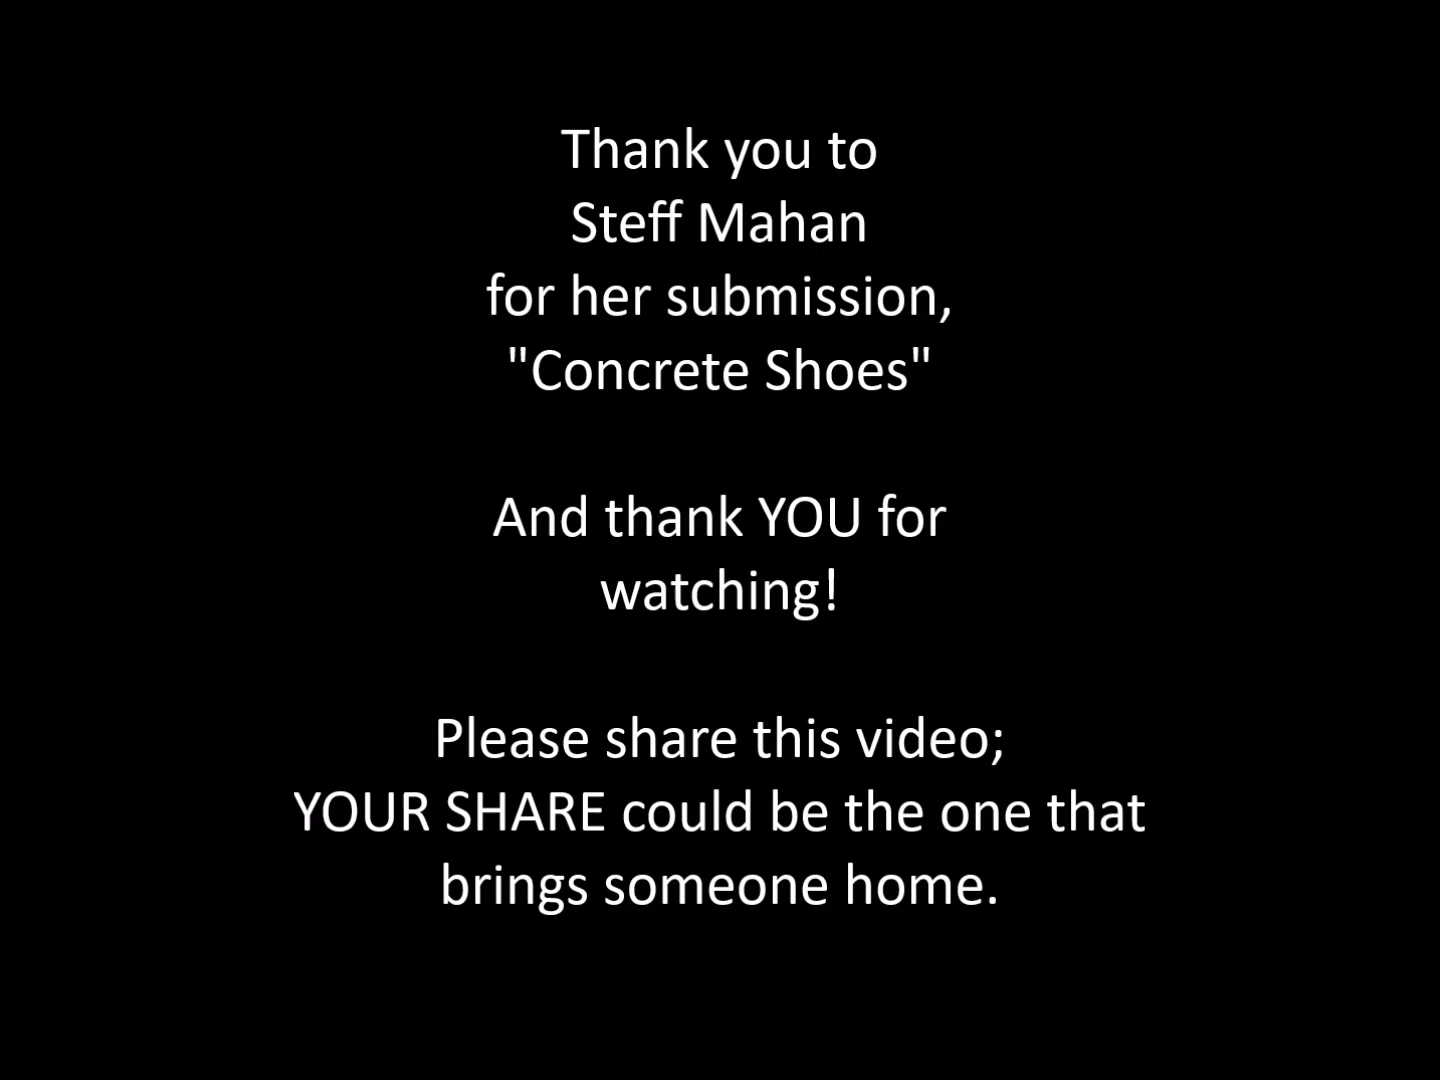 Thank you to
Steff Mahan
for her submission,
"Concrete Shoes"
And thank YOU for
watching!
Please share this video;
YOUR SHARE could be the one that
brings someone home.